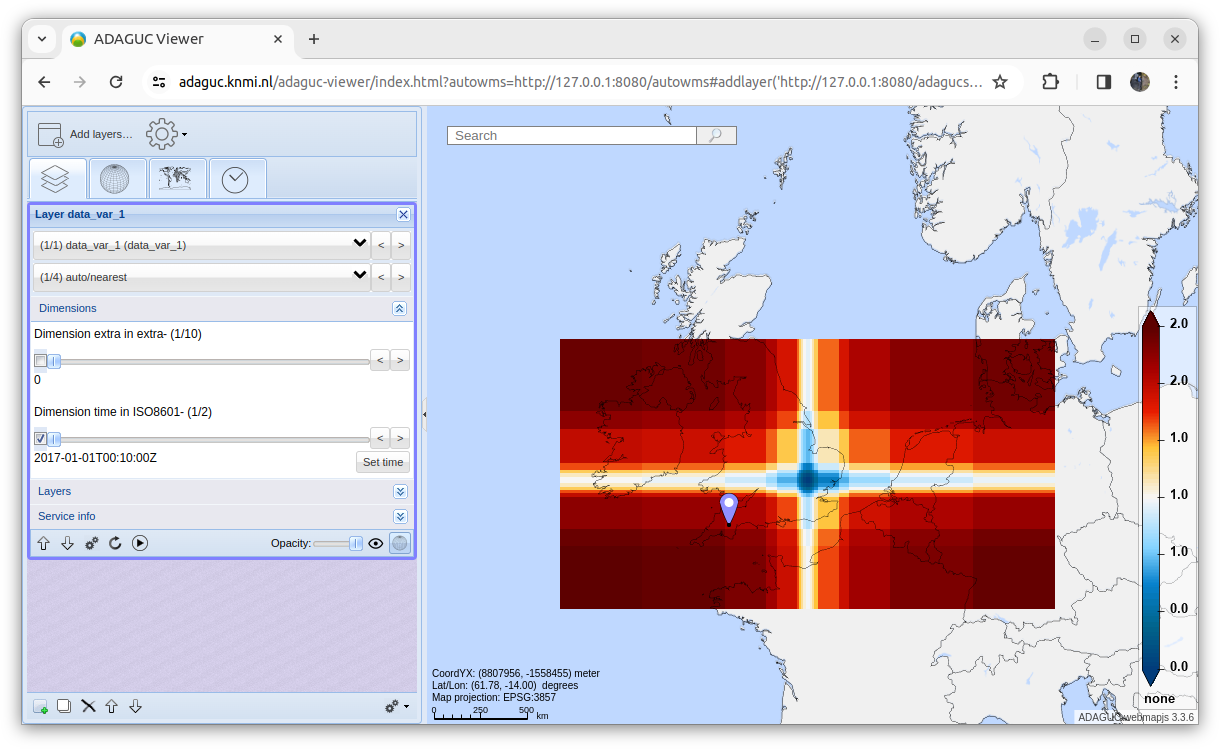 ADAGUC Viewer
adaguc.knmi.nl/adaguc-viewer/index.html?autowms=http://127.0.0.1:8080/autowms#addlayer('http://127.0.0.1:8080/adagucs…
Add layers...
Search
Layer data_var_1
(1/1) data_var_1 (data_var_1)
< >
(1/4) auto/nearest
< >
Dimensions
Dimension extra in extra- (1/10)
< >
0
Dimension time in ISO8601- (1/2)
< >
2017-01-01T00:10:00Z
Set time
Layers
Service info
Opacity:
2.0
2.0
1.0
1.0
1.0
0.0
0.0
none
CoordYX: (8807956, -1558455) meter
Lat/Lon: (61.78, -14.00) degrees
Map projection: EPSG:3857
0 250 500 km
ADAGUC webmapjs 3.3.6